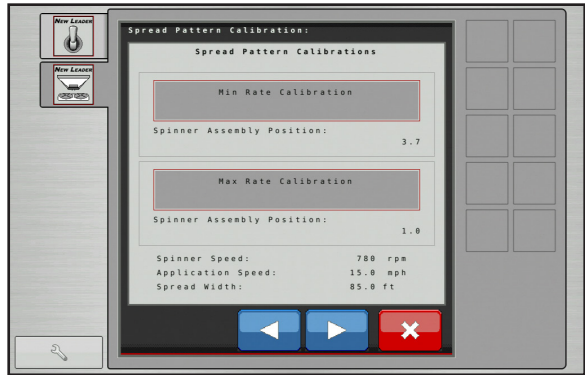 NEW LEADER
NEW LEADER
Spread Pattern Calibration:
Spread Pattern Calibrations
Min Rate Calibration
Spinner Assembly Position:
3.7
Max Rate Calibration
Spinner Assembly Position:
1.0
Spinner Speed: 780 rpm
Application Speed: 15.0 mph
Spread Width: 85.0 ft